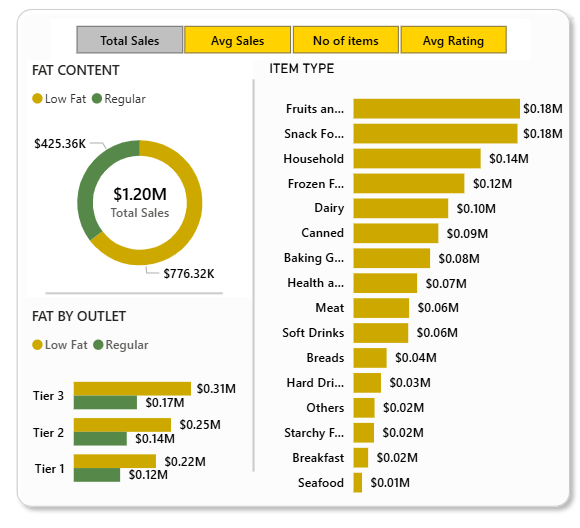 Total Sales Avg Sales No of items Avg Rating
FAT CONTENT
Low Fat Regular
$425.36K
$1.20M
Total Sales
$776.32K
FAT BY OUTLET
Low Fat Regular
Tier 3 $0.31M
$0.17M
Tier 2 $0.25M
$0.14M
Tier 1 $0.22M
$0.12M
ITEM TYPE
Fruits an... $0.18M
Snack Fo... $0.18M
Household $0.14M
Frozen F... $0.12M
Dairy $0.10M
Canned $0.09M
Baking G... $0.08M
Health a... $0.07M
Meat $0.06M
Soft Drinks $0.06M
Breads $0.04M
Hard Dri... $0.03M
Others $0.02M
Starchy F... $0.02M
Breakfast $0.02M
Seafood $0.01M